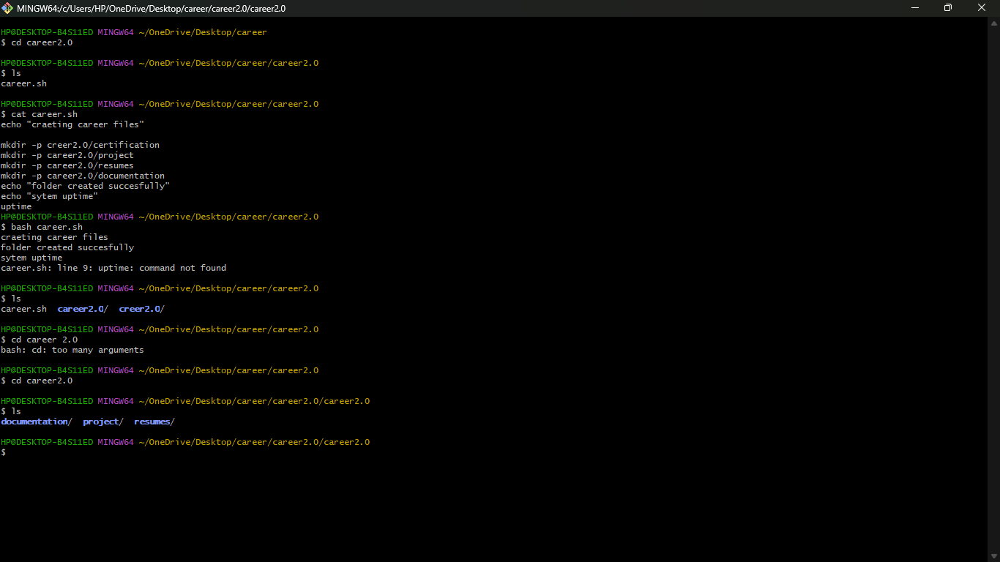 MINGW64:/c/Users/HP/OneDrive/Desktop/career/career2.0/career2.0
HP@DESKTOP-B4S11ED MINGW64 ~/OneDrive/Desktop/career
$ cd career2.0
HP@DESKTOP-B4S11ED MINGW64 ~/OneDrive/Desktop/career/career2.0
$ ls
career.sh
HP@DESKTOP-B4S11ED MINGW64 ~/OneDrive/Desktop/career/career2.0
$ cat career.sh
echo "craeting career files"
mkdir -p creer2.0/certification
mkdir -p career2.0/project
mkdir -p career2.0/resumes
mkdir -p career2.0/documentation
echo "folder created succesfully"
echo "sytem uptime"
uptime
HP@DESKTOP-B4S11ED MINGW64 ~/OneDrive/Desktop/career/career2.0
$ bash career.sh
craeting career files
folder created succesfully
sytem uptime
career.sh: line 9: uptime: command not found
HP@DESKTOP-B4S11ED MINGW64 ~/OneDrive/Desktop/career/career2.0
$ ls
career.sh  career2.0/  creer2.0/
HP@DESKTOP-B4S11ED MINGW64 ~/OneDrive/Desktop/career/career2.0
$ cd career 2.0
bash: cd: too many arguments
HP@DESKTOP-B4S11ED MINGW64 ~/OneDrive/Desktop/career/career2.0
$ cd career2.0
HP@DESKTOP-B4S11ED MINGW64 ~/OneDrive/Desktop/career/career2.0/career2.0
$ ls
documentation/  project/  resumes/
HP@DESKTOP-B4S11ED MINGW64 ~/OneDrive/Desktop/career/career2.0/career2.0
$